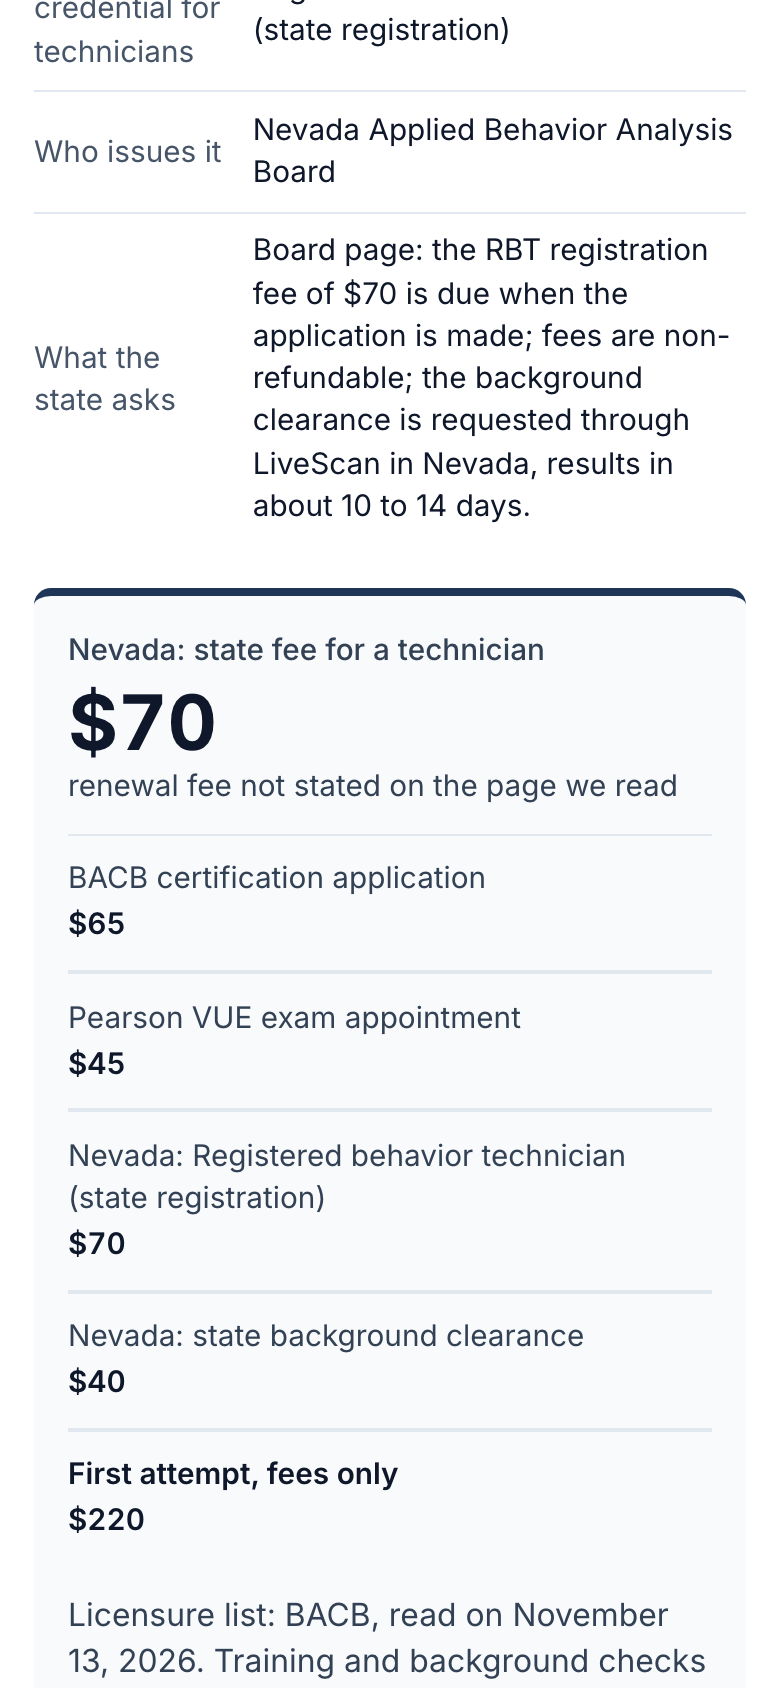 credential for
technicians
(state registration)
Who issues it
Nevada Applied Behavior Analysis
Board
What the
state asks
Board page: the RBT registration
fee of $70 is due when the
application is made; fees are non-
refundable; the background
clearance is requested through
LiveScan in Nevada, results in
about 10 to 14 days.
Nevada: state fee for a technician
$70
renewal fee not stated on the page we read
BACB certification application
$65
Pearson VUE exam appointment
$45
Nevada: Registered behavior technician
(state registration)
$70
Nevada: state background clearance
$40
First attempt, fees only
$220
Licensure list: BACB, read on November
13, 2026. Training and background checks